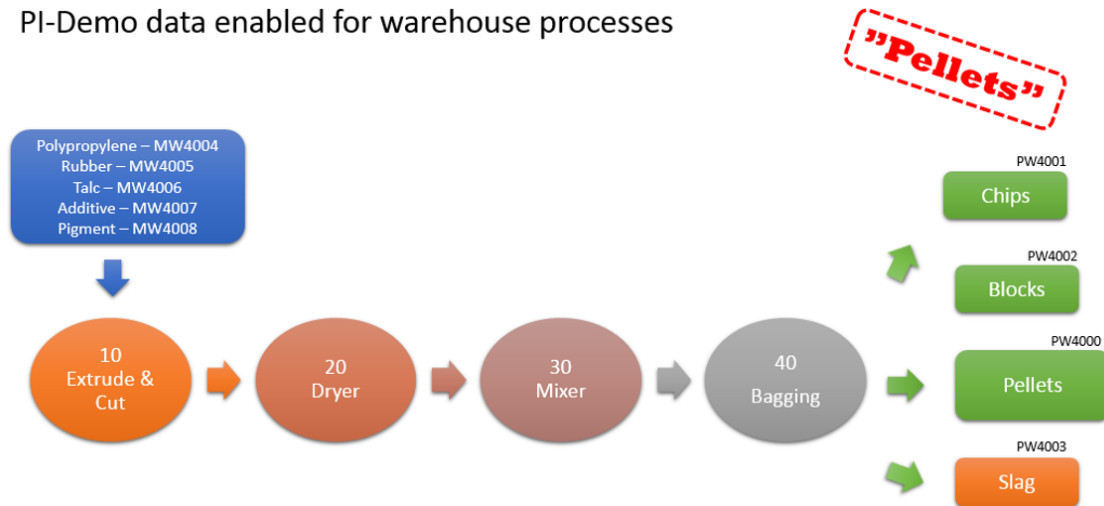 PI-Demo data enabled for warehouse processes
”Pellets”
Polypropylene – MW4004
Rubber – MW4005
Talc – MW4006
Additive – MW4007
Pigment – MW4008
10
Extrude &
Cut
20
Dryer
30
Mixer
40
Bagging
PW4001
Chips
PW4002
Blocks
PW4000
Pellets
PW4003
Slag